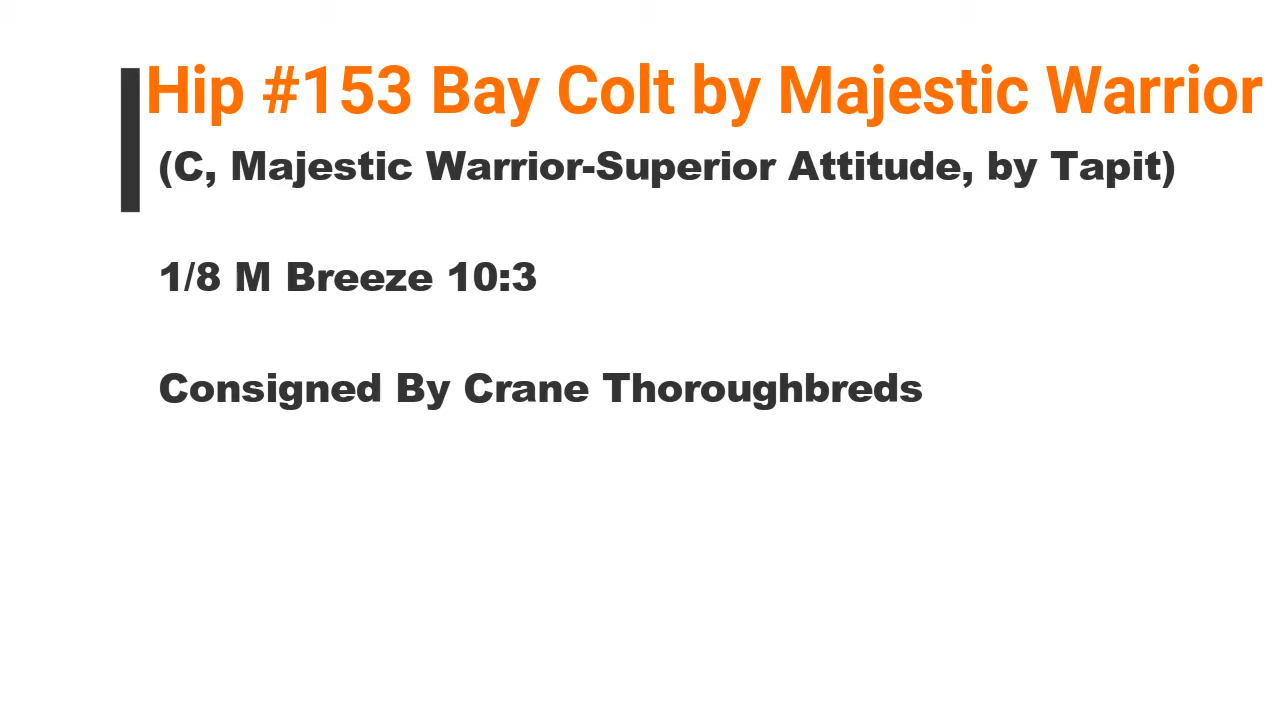 Hip #153 Bay Colt by Majestic Warrior
(C, Majestic Warrior-Superior Attitude, by Tapit)
1/8 M Breeze 10:3
Consigned By Crane Thoroughbreds